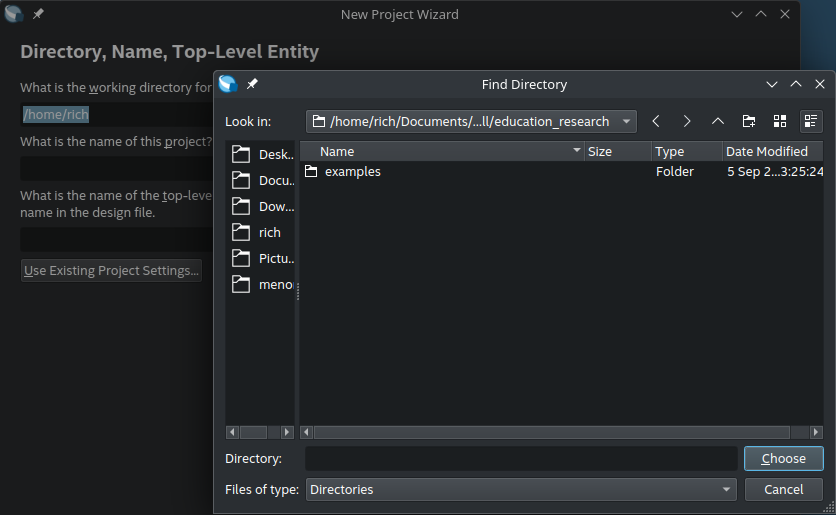 New Project Wizard
Directory, Name, Top-Level Entity
What is the working directory for
/home/rich
What is the name of this project?
What is the name of the top-leve
name in the design file.
Use Existing Project Settings...
Find Directory
Look in:
/home/rich/Documents/...ll/education_research
Desk...
Docu...
Dow...
rich
Pictu...
meno
Name Size Type Date Modified
examples Folder 5 Sep 2...3:25:24
Directory:
Choose
Files of type: Directories
Cancel